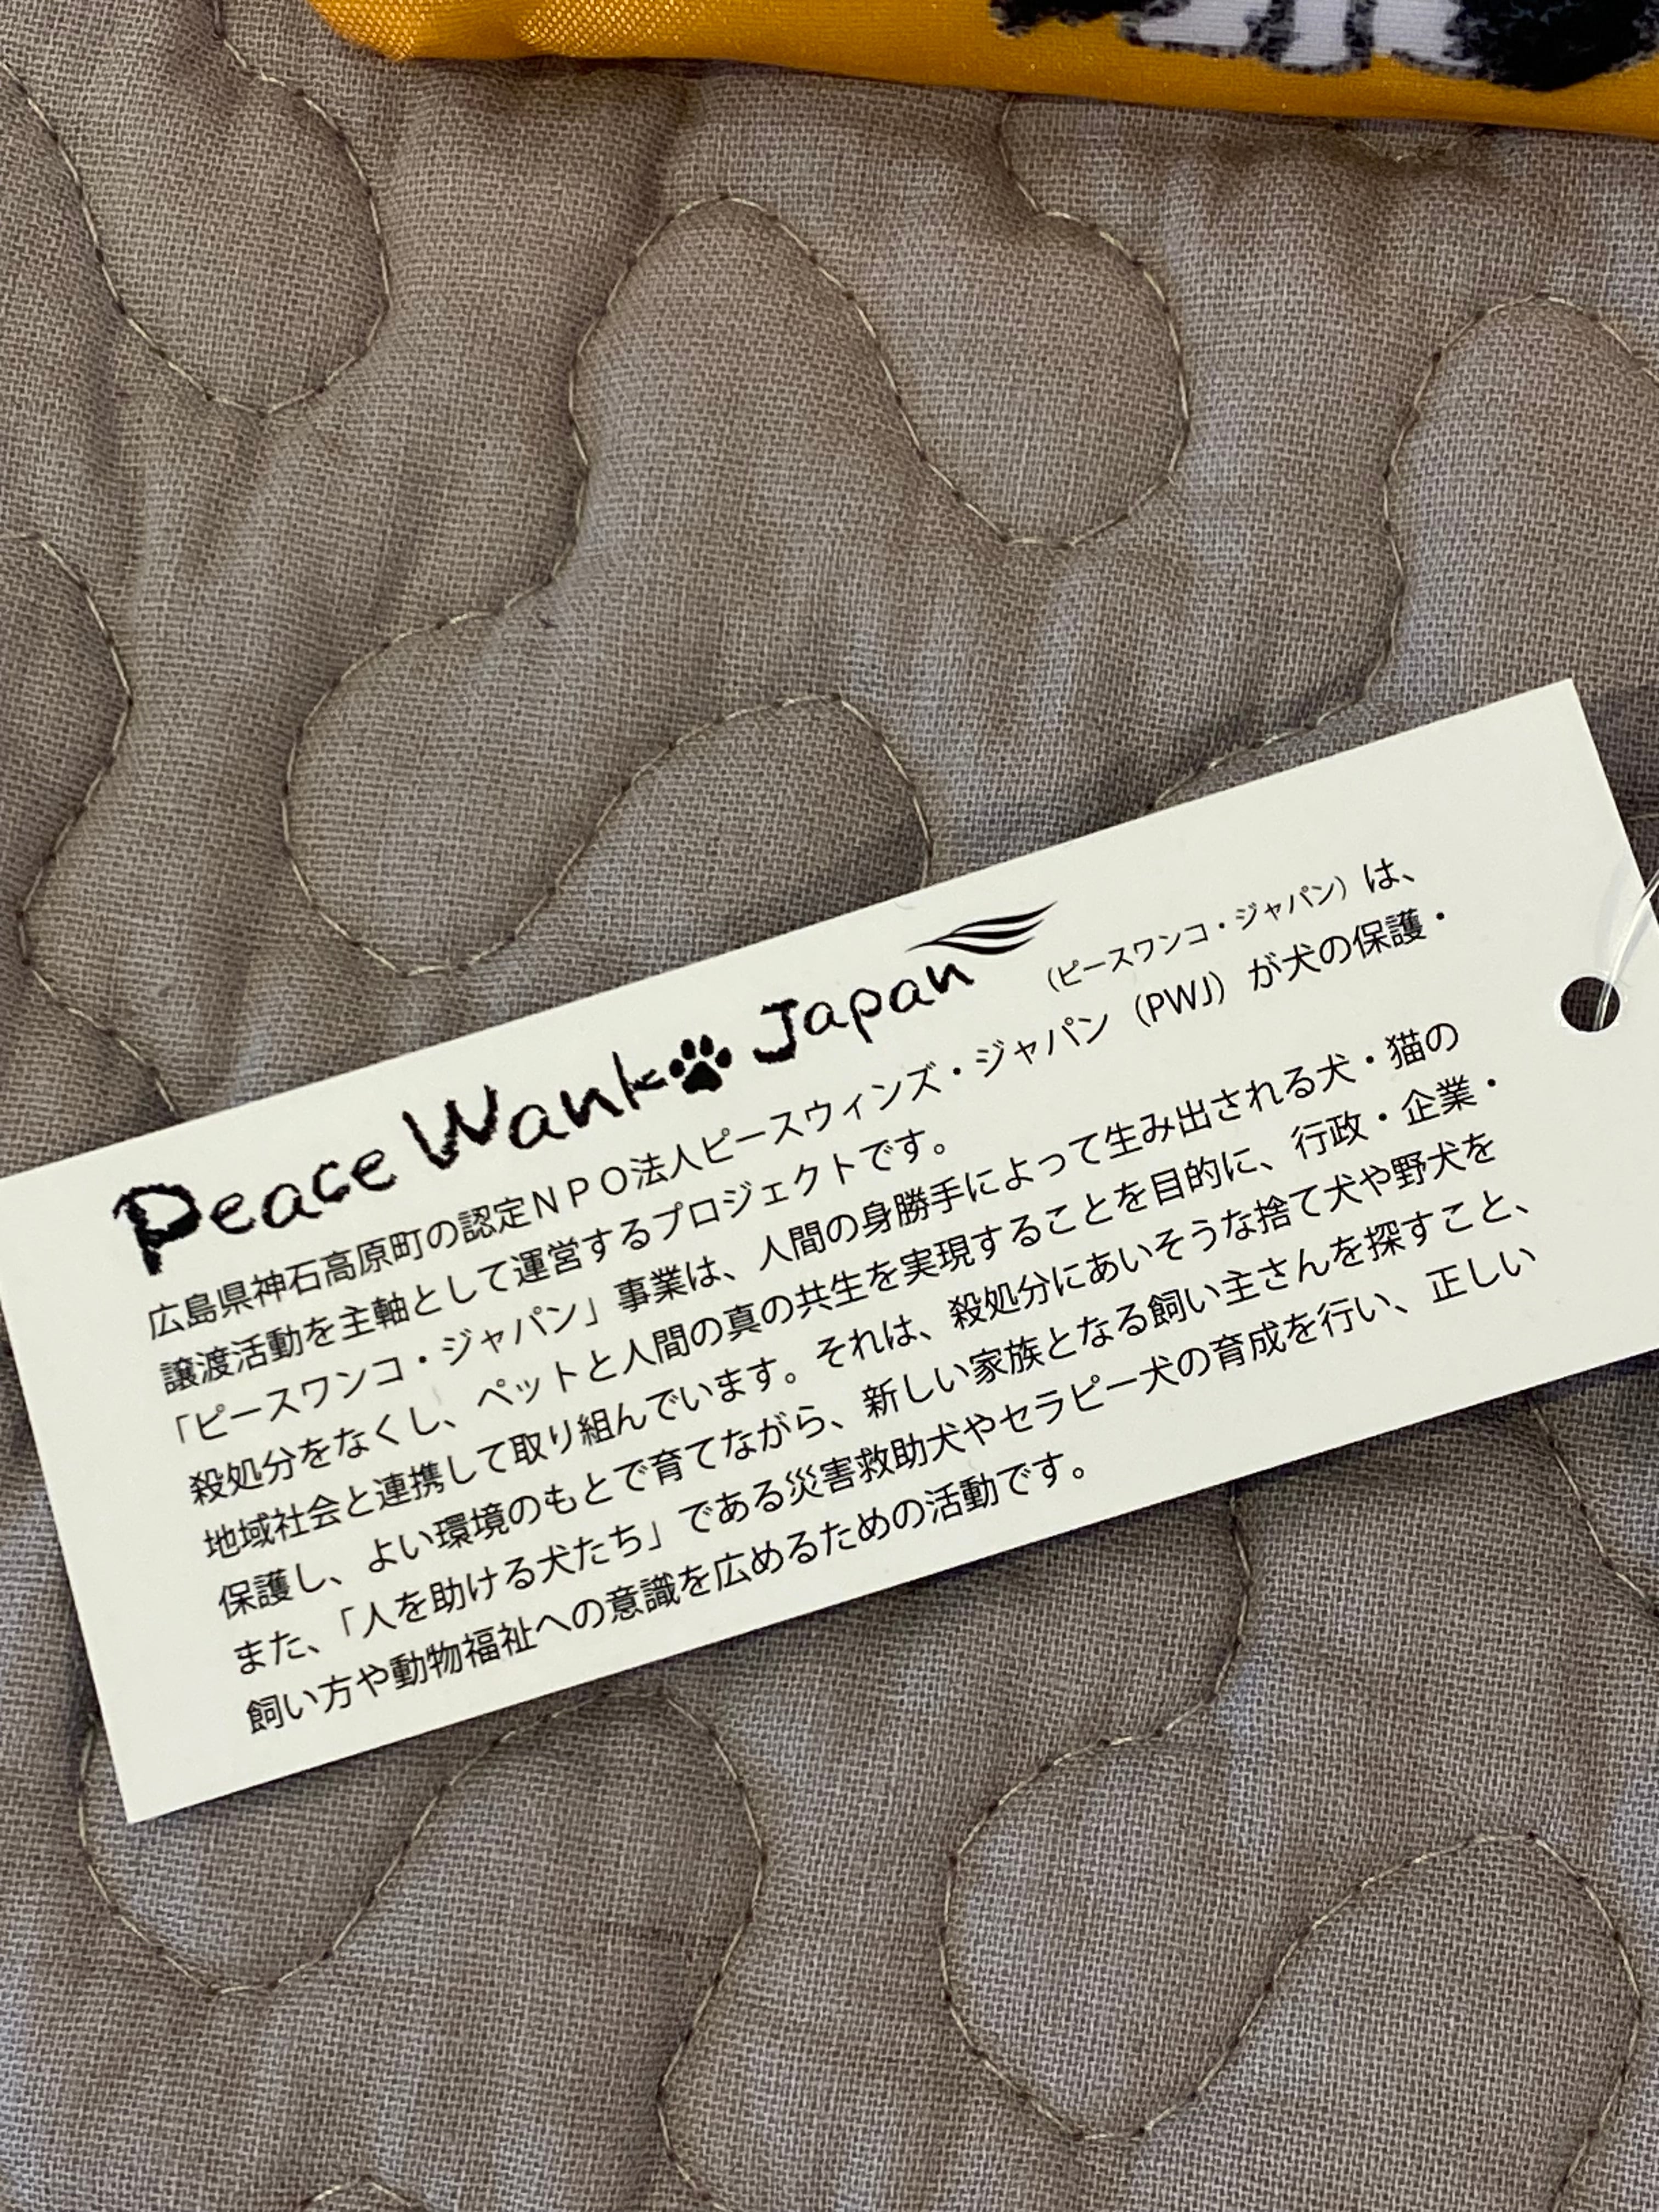 Peace Wanko Japan （ピースワンコ・ジャパン）は、
広島県神石高原町の認定ＮＰＯ法人ピースウィンズ・ジャパン（PWJ）が犬の保護・
譲渡活動を主軸として運営するプロジェクトです。
「ピースワンコ・ジャパン」事業は、人間の身勝手によって生み出される犬・猫の
殺処分をなくし、ペットと人間の真の共生を実現することを目的に、行政・企業・
地域社会と連携して取り組んでいます。それは、殺処分にあいそうな捨て犬や野犬を
保護し、よい環境のもとで育てながら、新しい家族となる飼い主さんを探すこと、
また、「人を助ける犬たち」である災害救助犬やセラピー犬の育成を行い、正しい
飼い方や動物福祉への意識を広めるための活動です。